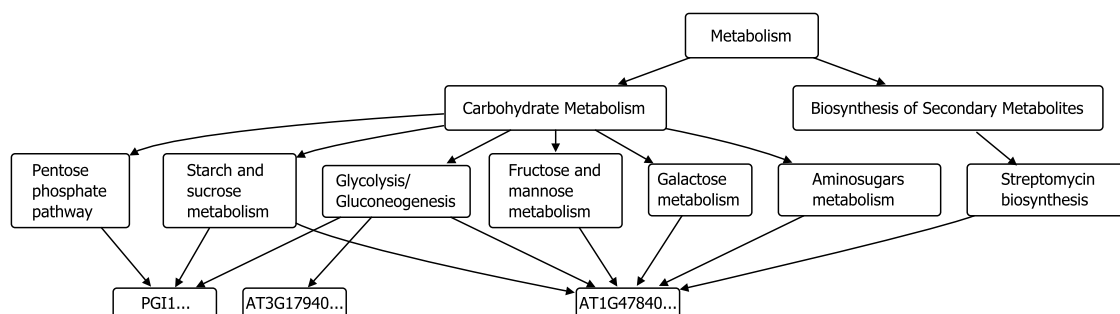 Metabolism
Carbohydrate Metabolism
Biosynthesis of Secondary Metabolites
Pentose
phosphate
pathway
Starch and
sucrose
metabolism
Glycolysis/
Gluconeogenesis
Fructose and
mannose
metabolism
Galactose
metabolism
Aminosugars
metabolism
Streptomycin
biosynthesis
PGI1...
AT3G17940...
AT1G47840...